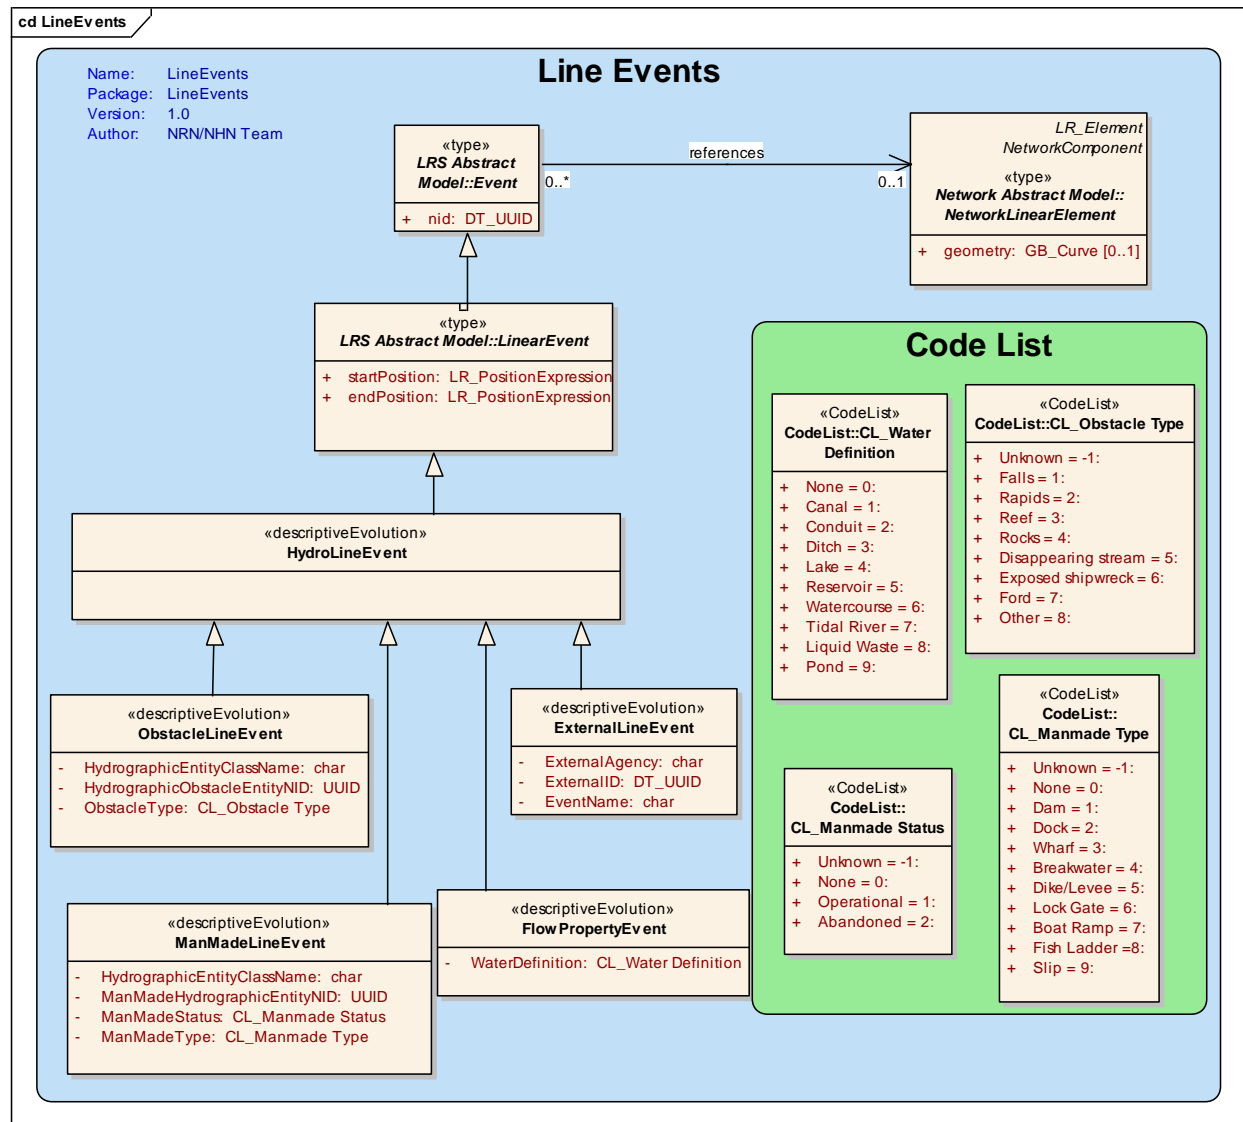 cd LineEvents
Line Events
Name: LineEvents
Package: LineEvents
Version: 1.0
Author: NRN/NHN Team
«type»
LRS Abstract
Model::Event
+ nid: DT_UUID
references
0..*
0..1
LR_Element
NetworkComponent
«type»
Network Abstract Model::
NetworkLinearElement
+ geometry: GB_Curve [0..1]
«type»
LRS Abstract Model::LinearEvent
+ startPosition: LR_PositionExpression
+ endPosition: LR_PositionExpression
«descriptiveEvolution»
HydroLineEvent
«descriptiveEvolution»
ObstacleLineEvent
- HydrographicEntityClassName: char
- HydrographicObstacleEntityNID: UUID
- ObstacleType: CL_Obstacle Type
«descriptiveEvolution»
ExternalLineEvent
- ExternalAgency: char
- ExternalID: DT_UUID
- EventName: char
«descriptiveEvolution»
ManMadeLineEvent
- HydrographicEntityClassName: char
- ManMadeHydrographicEntityNID: UUID
- ManMadeStatus: CL_Manmade Status
- ManMadeType: CL_Manmade Type
«descriptiveEvolution»
FlowPropertyEvent
- WaterDefinition: CL_Water Definition
Code List
«CodeList»
CodeList::CL_Water
Definition
+ None = 0:
+ Canal = 1:
+ Conduit = 2:
+ Ditch = 3:
+ Lake = 4:
+ Reservoir = 5:
+ Watercourse = 6:
+ Tidal River = 7:
+ Liquid Waste = 8:
+ Pond = 9:
«CodeList»
CodeList::CL_Obstacle Type
+ Unknown = -1:
+ Falls = 1:
+ Rapids = 2:
+ Reef = 3:
+ Rocks = 4:
+ Disappearing stream = 5:
+ Exposed shipwreck = 6:
+ Ford = 7:
+ Other = 8:
«CodeList»
CodeList::
CL_Manmade Status
+ Unknown = -1:
+ None = 0:
+ Operational = 1:
+ Abandoned = 2:
«CodeList»
CodeList::
CL_Manmade Type
+ Unknown = -1:
+ None = 0:
+ Dam = 1:
+ Dock = 2:
+ Wharf = 3:
+ Breakwater = 4:
+ Dike/Levee = 5:
+ Lock Gate = 6:
+ Boat Ramp = 7:
+ Fish Ladder =8:
+ Slip = 9: